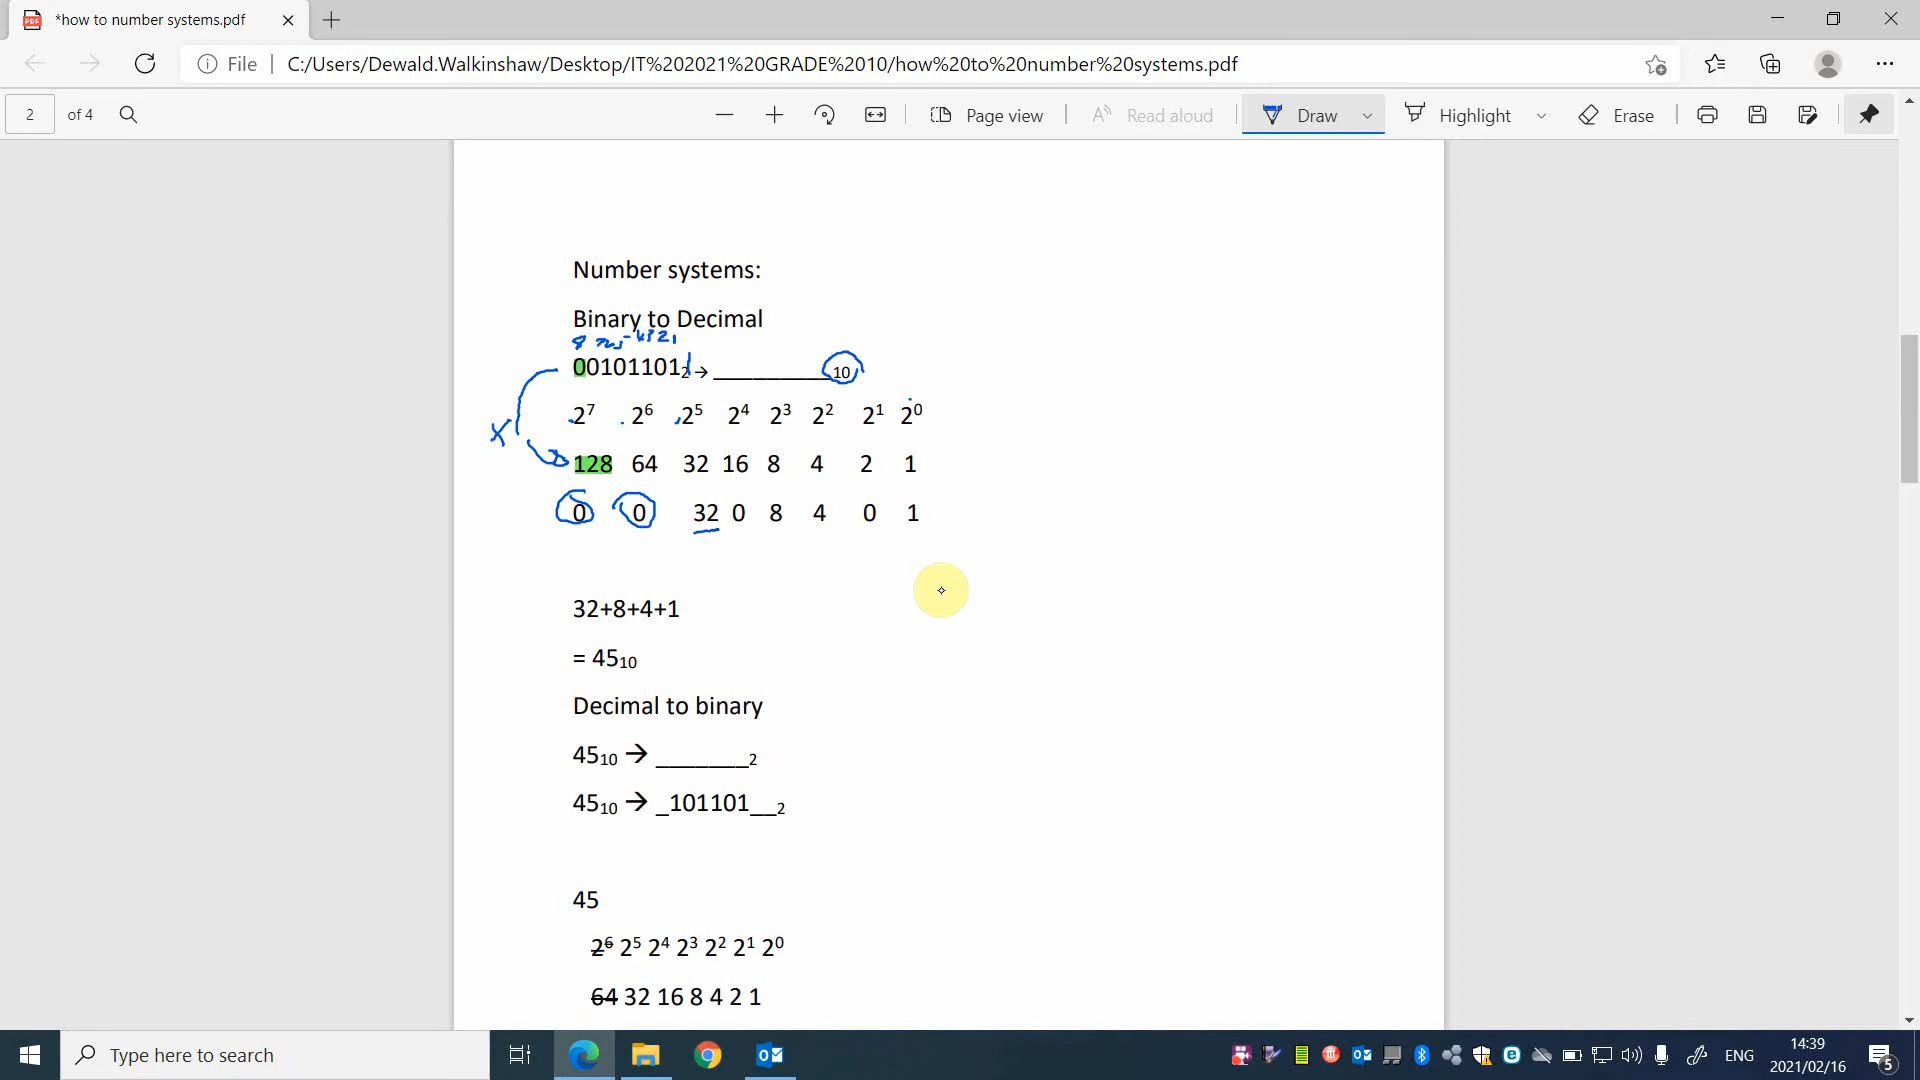 *how to number systems.pdf
File | C:/Users/Dewald.Walkinshaw/Desktop/IT%202021%20GRADE%2010/how%20to%20number%20systems.pdf
2 of 4 Page view Read aloud Draw Highlight Erase
Number systems:
Binary to Decimal
00101101₂ → __________₁₀
2⁷ 2⁶ 2⁵ 2⁴ 2³ 2² 2¹ 2⁰
X
128 64 32 16 8 4 2 1
0 0 32 0 8 4 0 1
32+8+4+1
= 45₁₀
Decimal to binary
45₁₀ → _______₂
45₁₀ → _101101__₂
45
2⁶ 2⁵ 2⁴ 2³ 2² 2¹ 2⁰
64 32 16 8 4 2 1
Type here to search
ENG
14:39
2021/02/16
5